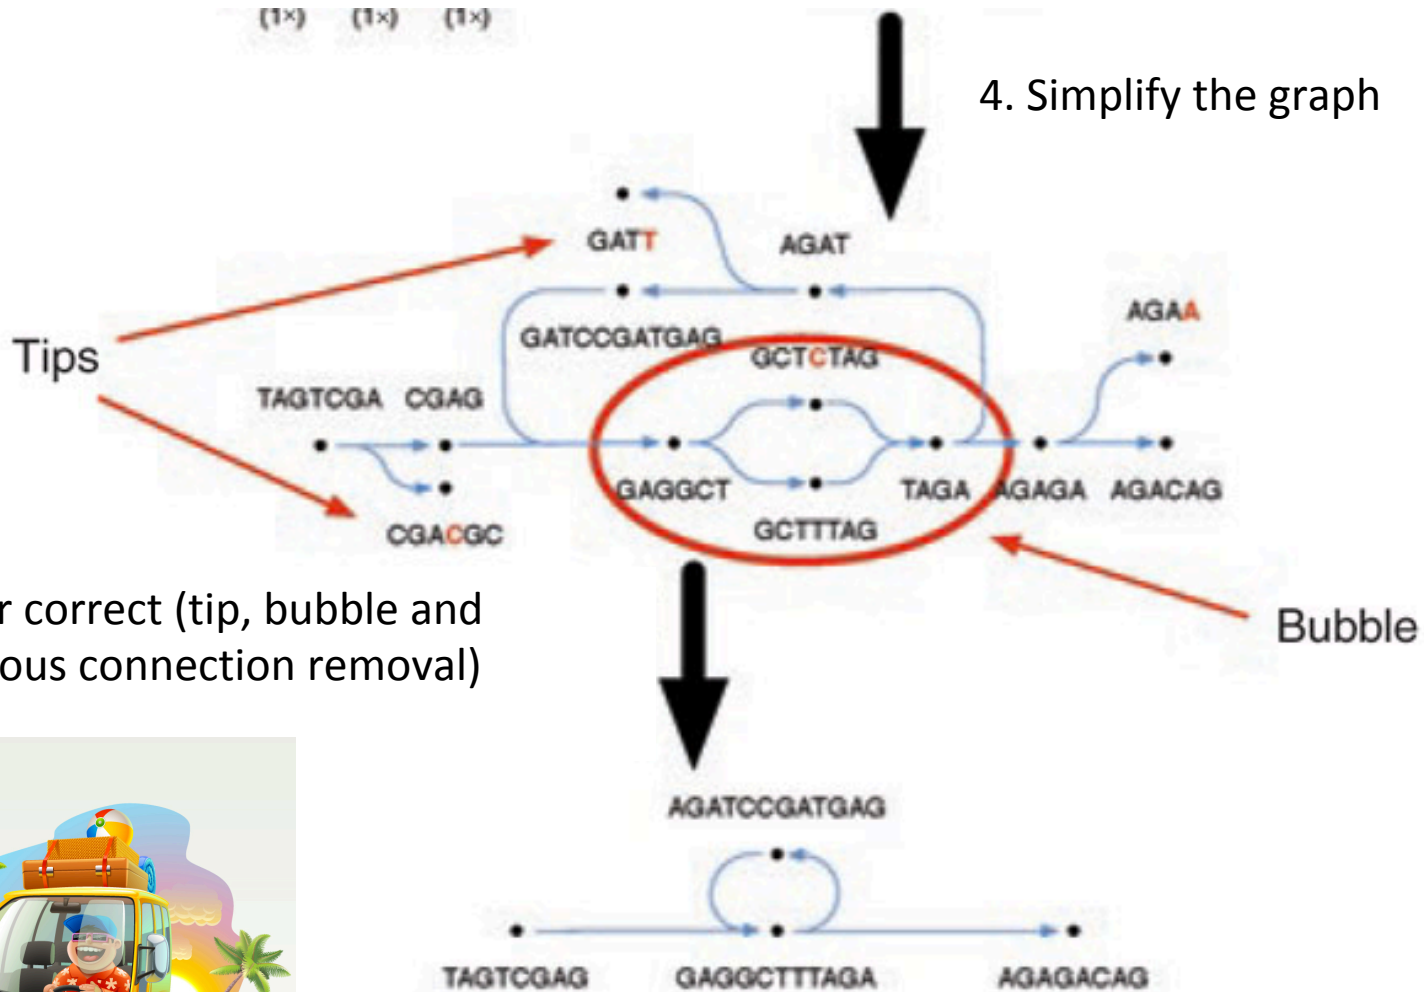 (1×) (1×) (1×)
4. Simplify the graph
GATT AGAT
AGAA
Tips
GATCCGATGAG
GCTCTAG
TAGTCGA CGAG
GAGGCT TAGA AGAGA AGACAG
CGACGC GCTTTAG
r correct (tip, bubble and
ous connection removal)
Bubble
AGATCCGATGAG
TAGTCGAG GAGGCTTTAGA AGAGACAG